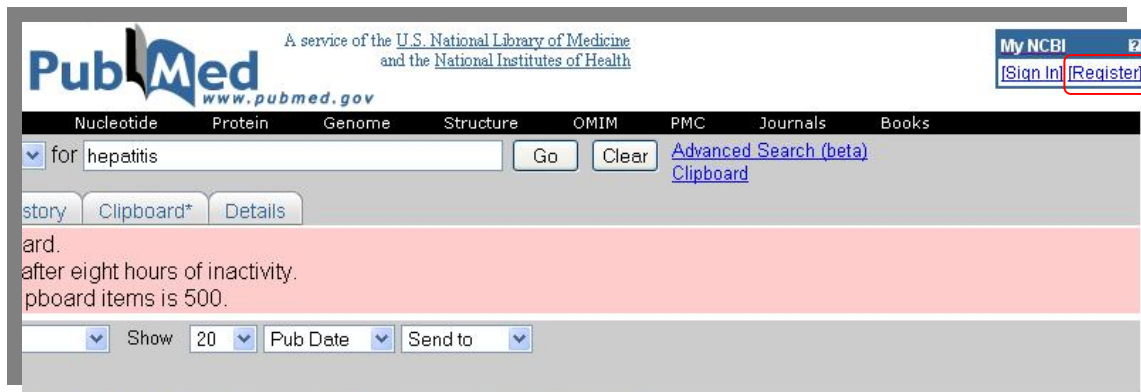 A service of the U.S. National Library of Medicine
and the National Institutes of Health
PubMed
www.pubmed.gov
My NCBI ?
[Sign In] [Register]
Nucleotide Protein Genome Structure OMIM PMC Journals Books
for hepatitis Go Clear Advanced Search (beta)
Clipboard
story Clipboard* Details
ard.
after eight hours of inactivity.
pboard items is 500.
Show 20 Pub Date Send to